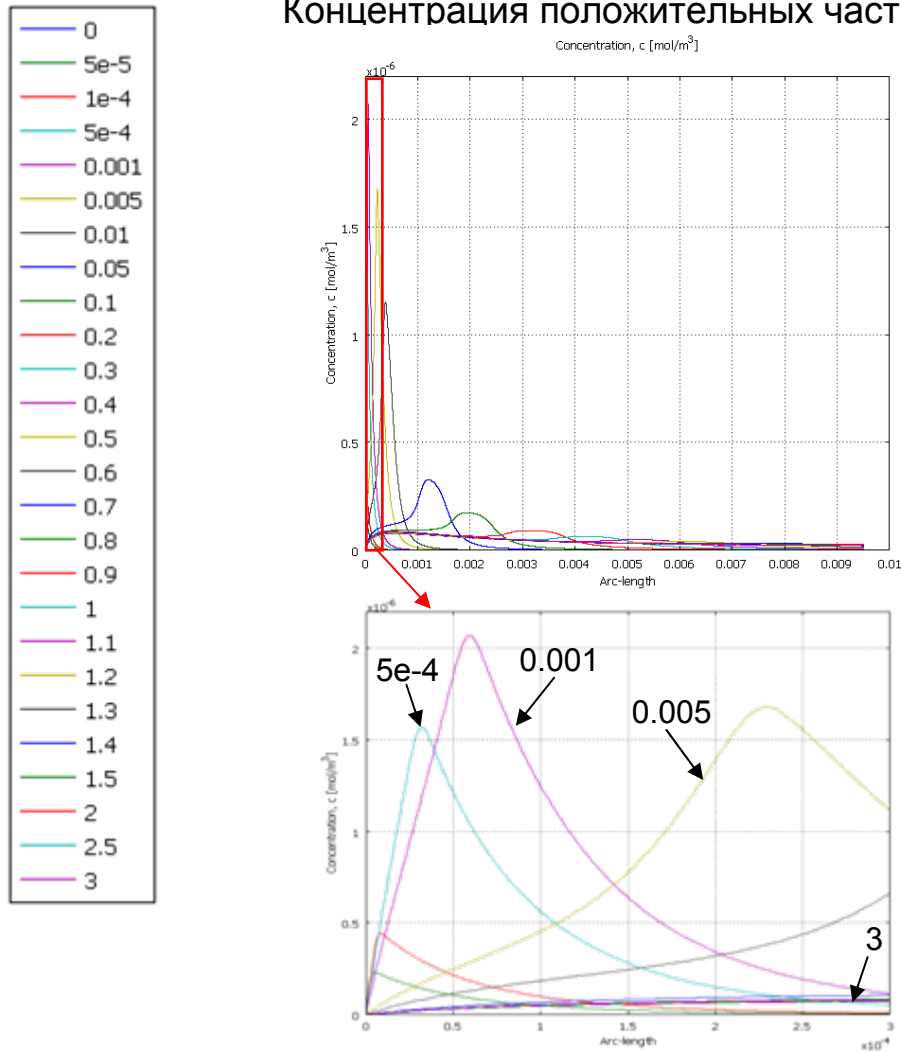 Концентрация положительных част
0
5e-5
1e-4
5e-4
0.001
0.005
0.01
0.05
0.1
0.2
0.3
0.4
0.5
0.6
0.7
0.8
0.9
1
1.1
1.2
1.3
1.4
1.5
2
2.5
3
Concentration, c [mol/m³]
x10⁻⁶
2
1.5
1
0.5
0
Concentration, c [mol/m³]
0 0.001 0.002 0.003 0.004 0.005 0.006 0.007 0.008 0.009 0.01
Arc-length
x10⁻⁶
2
1.5
1
0.5
0
Concentration, c [mol/m³]
5e-4
0.001
0.005
3
0 0.5 1 1.5 2 2.5 3
Arc-length
x10⁻⁴